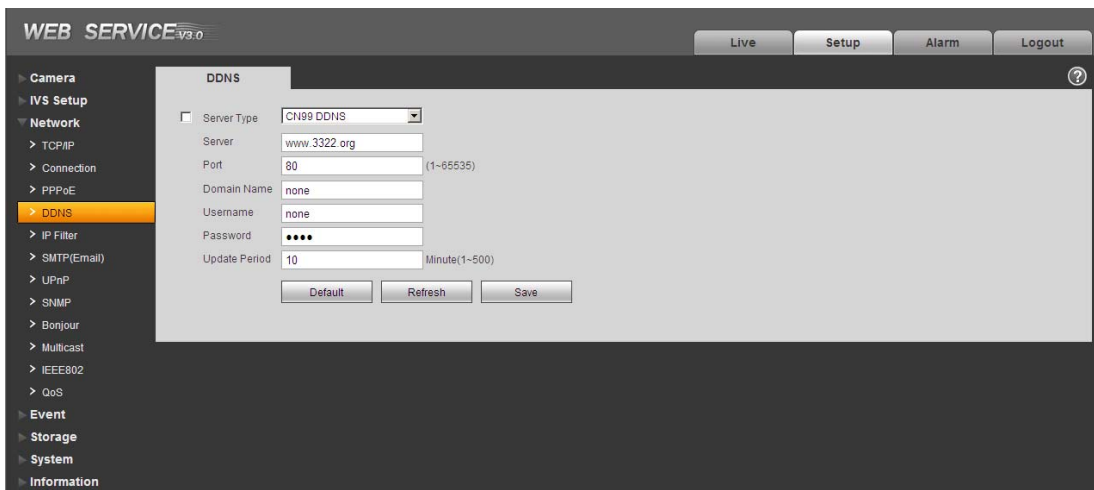 WEB SERVICE V3.0
Live Setup Alarm Logout
Camera
IVS Setup
Network
TCP/IP
Connection
PPPoE
DDNS
IP Filter
SMTP(Email)
UPnP
SNMP
Bonjour
Multicast
IEEE802
QoS
Event
Storage
System
Information
DDNS
?
Server Type CN99 DDNS
Server www.3322.org
Port 80 (1~65535)
Domain Name none
Username none
Password ••••
Update Period 10 Minute(1~500)
Default Refresh Save